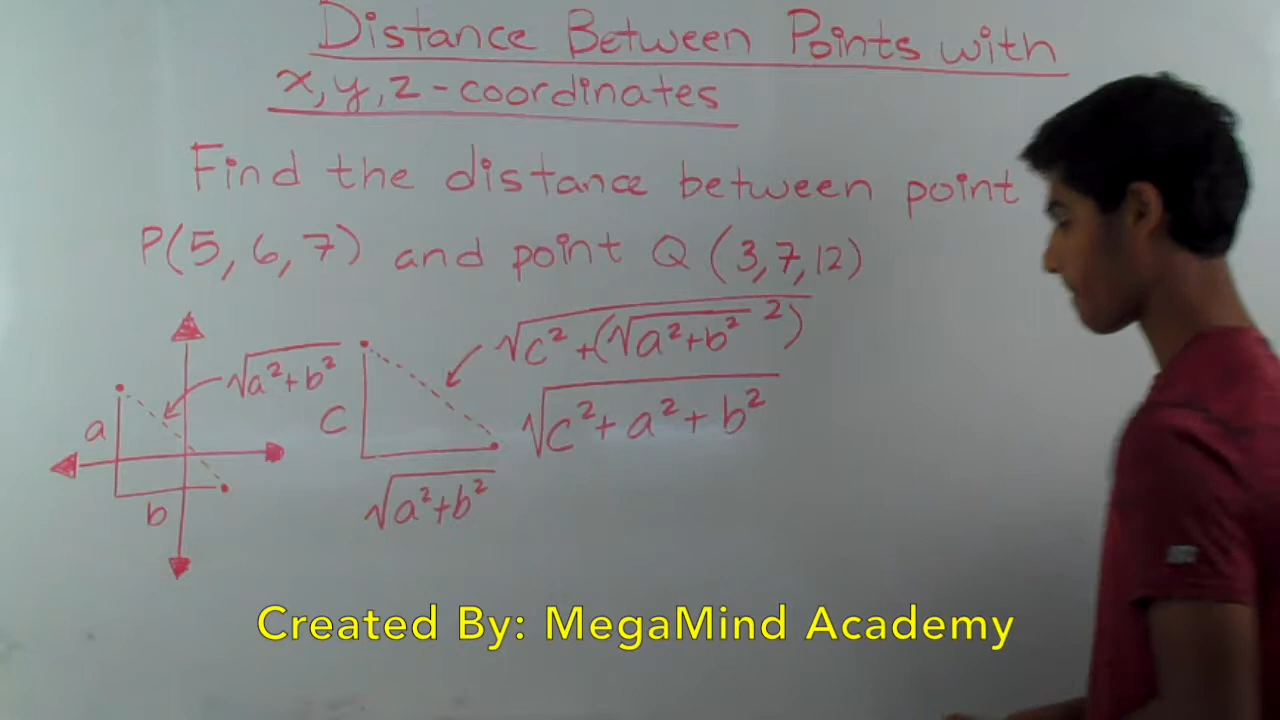 Distance Between Points with
x,y,z-coordinates
Find the distance between point
P(5,6,7) and point Q (3,7,12)
√a²+b²
√c²+(√a²+b² ²)
a
C
√c²+a²+b²
b
√a²+b²
Created By: MegaMind Academy